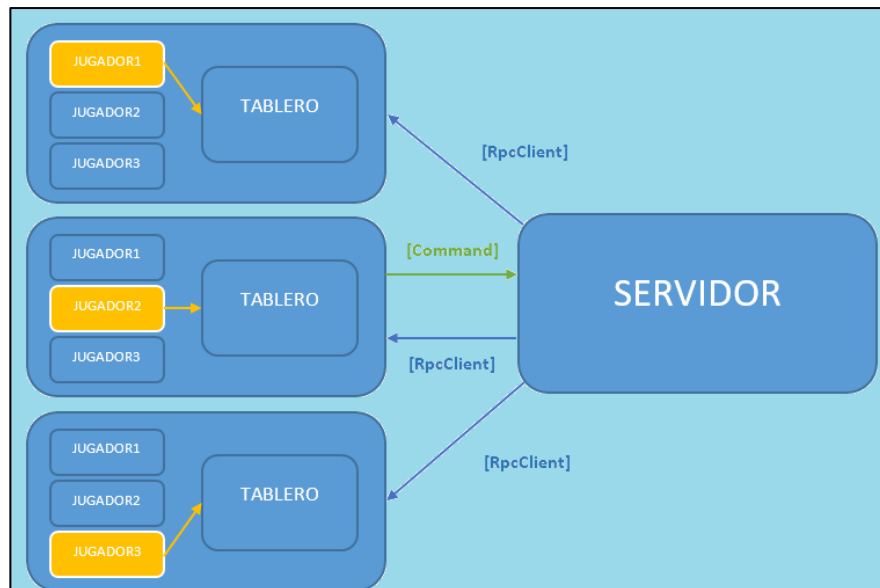 JUGADOR1
JUGADOR2
JUGADOR3
TABLERO
[RpcClient]
JUGADOR1
JUGADOR2
JUGADOR3
TABLERO
[Command]
[RpcClient]
SERVIDOR
JUGADOR1
JUGADOR2
JUGADOR3
TABLERO
[RpcClient]